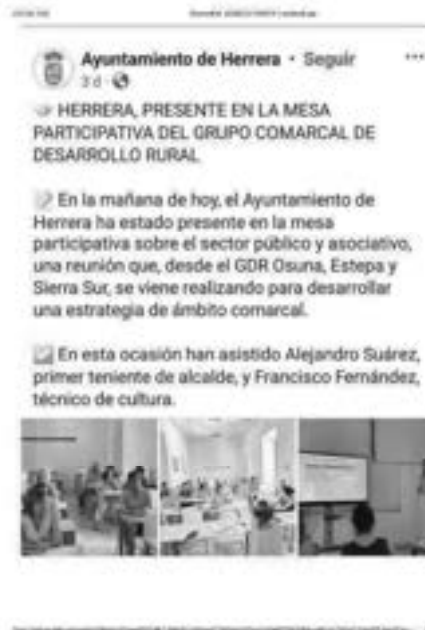 Ayuntamiento de Herrera · Seguir
3 d
HERRERA, PRESENTE EN LA MESA
PARTICIPATIVA DEL GRUPO COMARCAL DE
DESARROLLO RURAL
En la mañana de hoy, el Ayuntamiento de
Herrera ha estado presente en la mesa
participativa sobre el sector público y asociativo,
una reunión que, desde el GDR Osuna, Estepa y
Sierra Sur, se viene realizando para desarrollar
una estrategia de ámbito comarcal.
En esta ocasión han asistido Alejandro Suárez,
primer teniente de alcalde, y Francisco Fernández,
técnico de cultura.